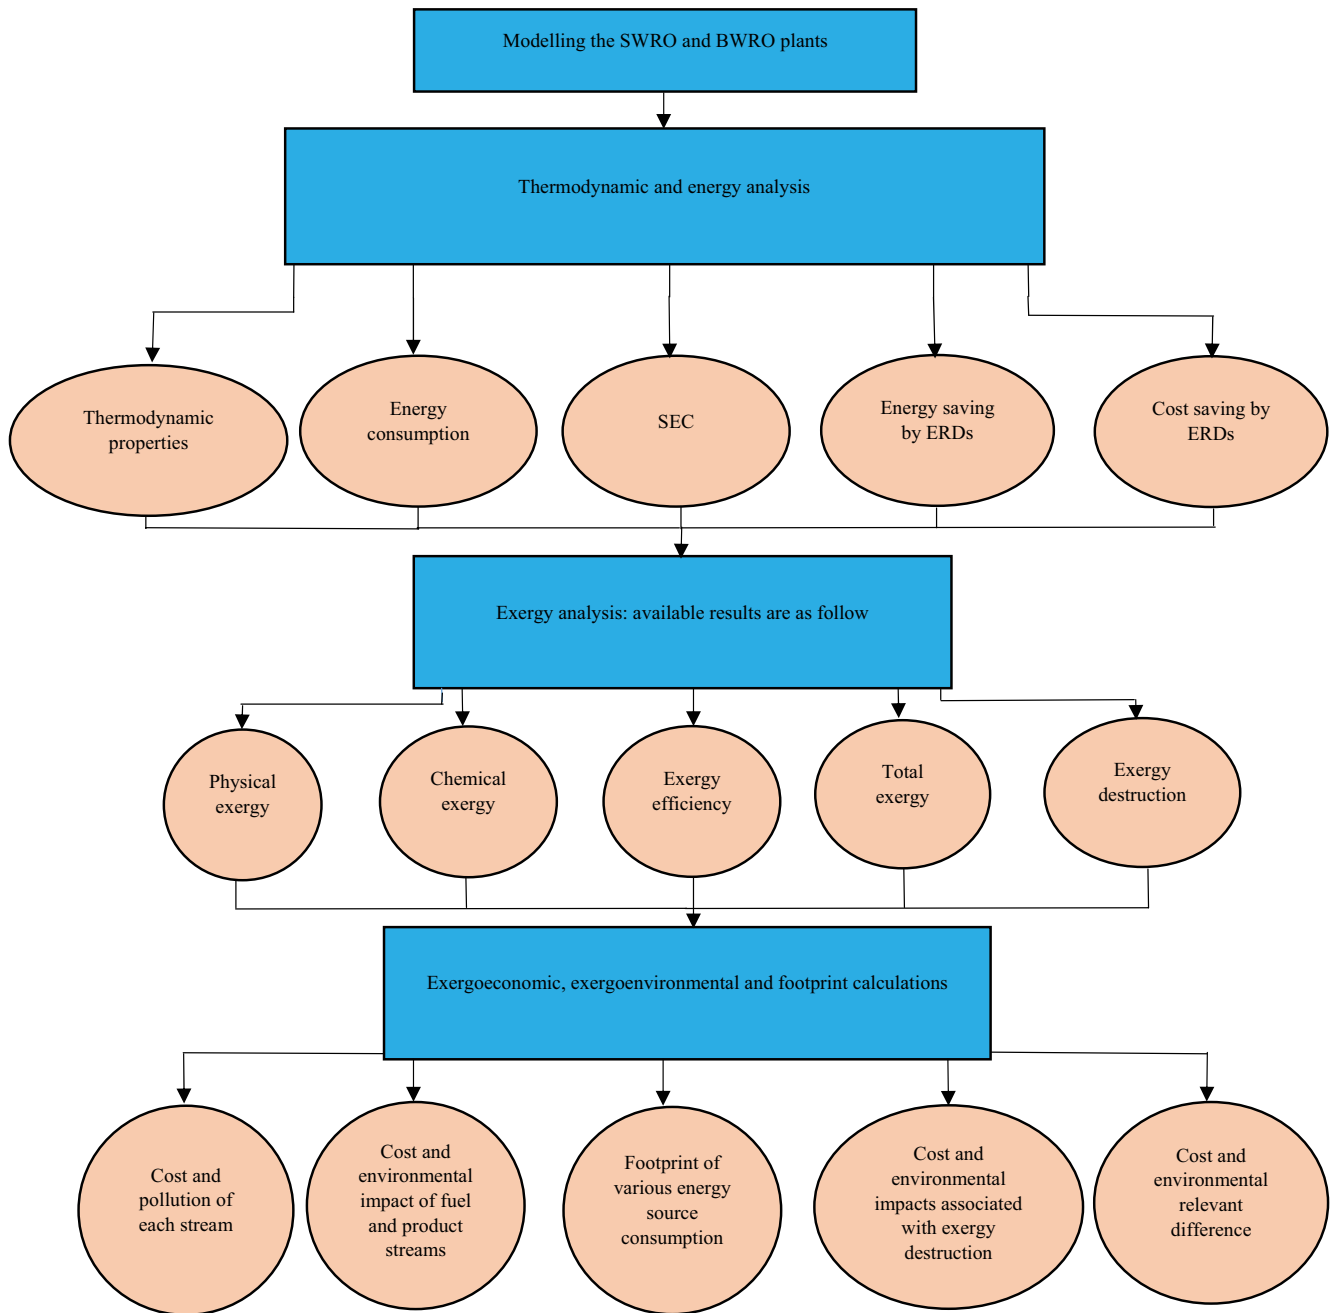 Modelling the SWRO and BWRO plants
Thermodynamic and energy analysis
Thermodynamic
properties
Energy
consumption
SEC
Energy saving
by ERDs
Cost saving by
ERDs
Exergy analysis: available results are as follow
Physical
exergy
Chemical
exergy
Exergy
efficiency
Total
exergy
Exergy
destruction
Exergoeconomic, exergoenvironmental and footprint calculations
Cost and
pollution of
each stream
Cost and
environmental
impact of fuel
and product
streams
Footprint of
various energy
source
consumption
Cost and
environmental
impacts associated
with exergy
destruction
Cost and
environmental
relevant
difference